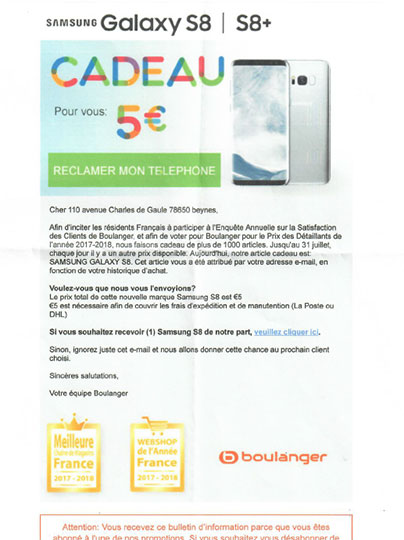 SAMSUNG Galaxy S8 | S8+
CADEAU
Pour vous: 5€
RECLAMER MON TELEPHONE
Cher 110 avenue Charles de Gaule 78650 beynes,
Afin d'inciter les résidents Français à participer à l'Enquête Annuelle sur la Satisfaction
des Clients de Boulanger, et afin de voter pour Boulanger pour le Prix des Détaillants de
l'année 2017-2018, nous faisons cadeau de plus de 1000 articles. Jusqu'au 31 juillet,
chaque jour il y a un autre prix disponible. Aujourd'hui, notre article cadeau est:
SAMSUNG GALAXY S8. Cet article vous a été attribué par votre adresse e-mail, en
fonction de votre historique d'achat.
Voulez-vous que nous vous l'envoyions?
Le prix total de cette nouvelle marque Samsung S8 est €5
€5 est nécessaire afin de couvrir les frais d'expédition et de manutention (La Poste ou
DHL)
Si vous souhaitez recevoir (1) Samsung S8 de notre part, veuillez cliquer ici.
Sinon, ignorez juste cet e-mail et nous allons donner cette chance au prochain client
choisi.
Sincères salutations,
Votre équipe Boulanger
Meilleure
Chaîne de Magasins
France
2017 - 2018
WEBSHOP
de l'Année
France
2017 - 2018
boulanger
Attention: Vous recevez ce bulletin d'information parce que vous êtes
abonné à l'une de nos promotions. Si vous souhaitez vous désabonner de